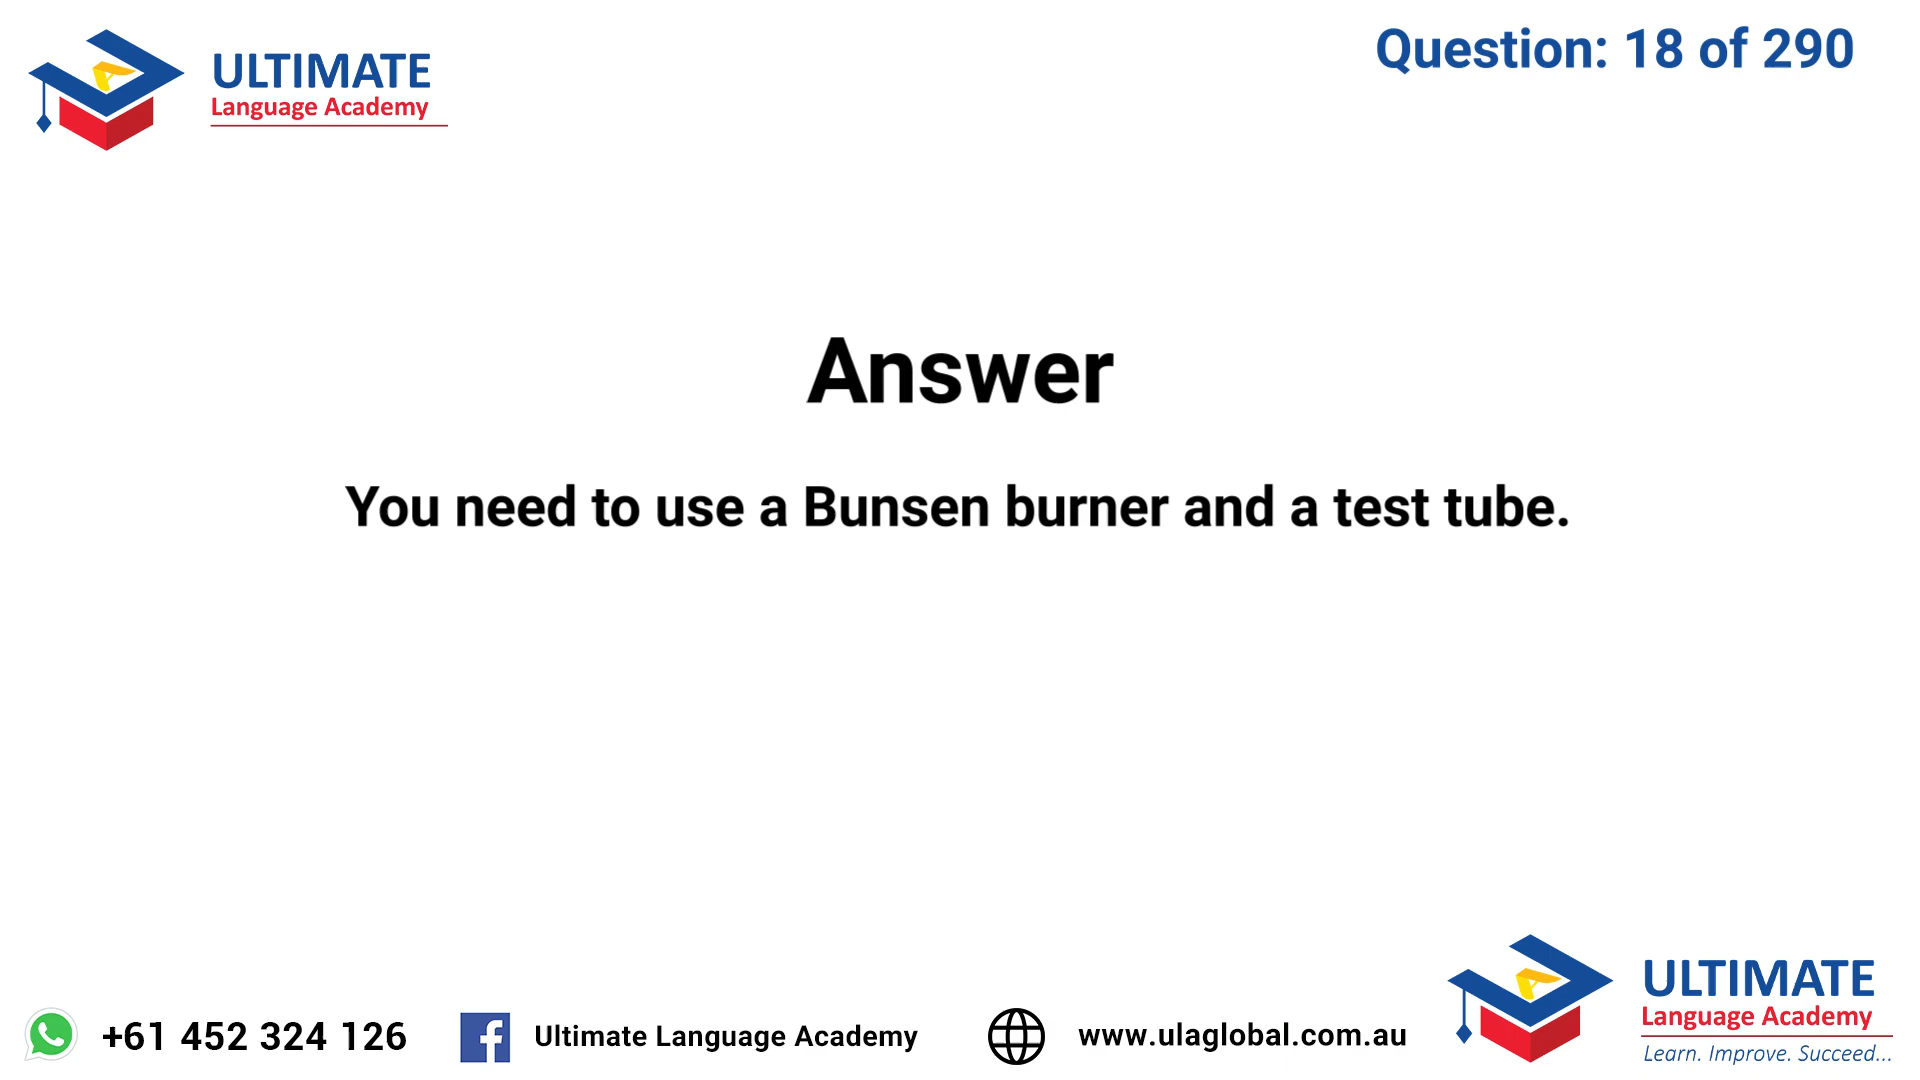 ULTIMATE
Language Academy
Question: 18 of 290
Answer
You need to use a Bunsen burner and a test tube.
+61 452 324 126
Ultimate Language Academy
www.ulaglobal.com.au
ULTIMATE
Language Academy
Learn. Improve. Succeed...